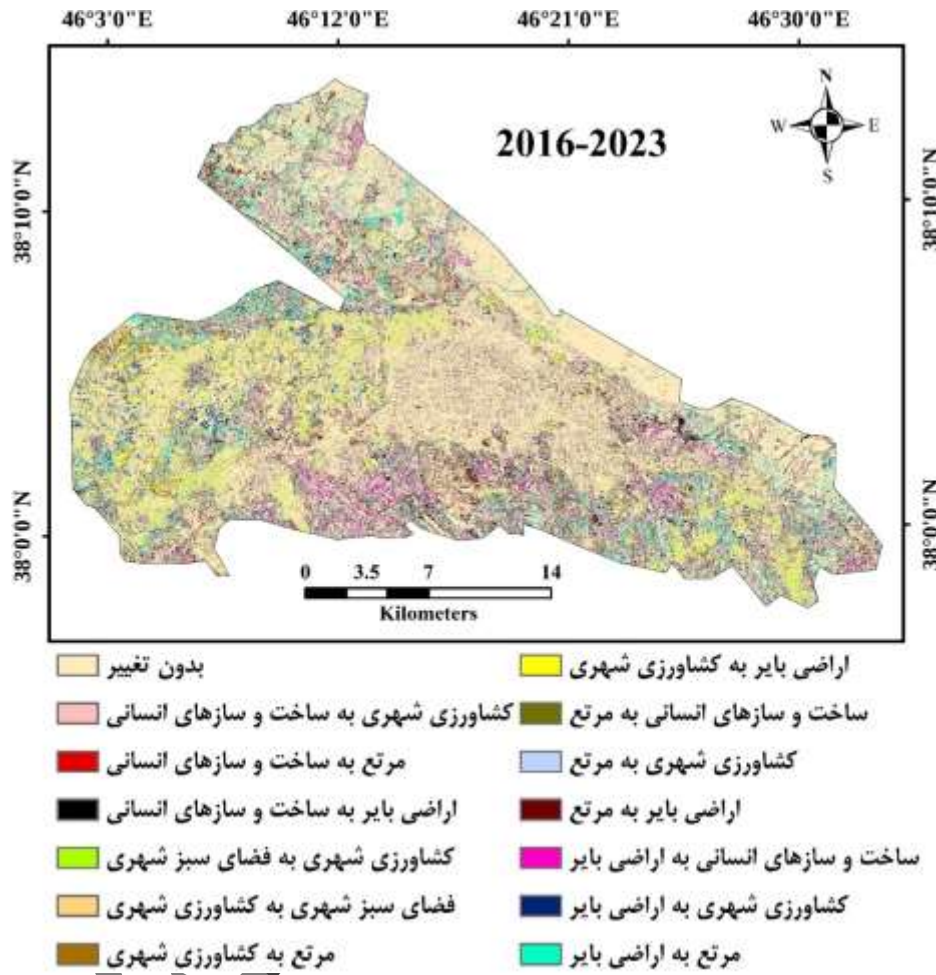 46°3'0"E 46°12'0"E 46°21'0"E 46°30'0"E
N
W E
S
2016-2023
38°10'0"N 38°10'0"N
38°0'0"N 38°0'0"N
0 3.5 7 14
Kilometers
بدون تغییر
اراضی بایر به کشاورزی شهری
کشاورزی شهری به ساخت و سازهای انسانی
ساخت و سازهای انسانی به مرتع
مرتع به ساخت و سازهای انسانی
کشاورزی شهری به مرتع
اراضی بایر به ساخت و سازهای انسانی
اراضی بایر به مرتع
کشاورزی شهری به فضای سبز شهری
ساخت و سازهای انسانی به اراضی بایر
فضای سبز شهری به کشاورزی شهری
کشاورزی شهری به اراضی بایر
مرتع به کشاورزی شهری
مرتع به اراضی بایر